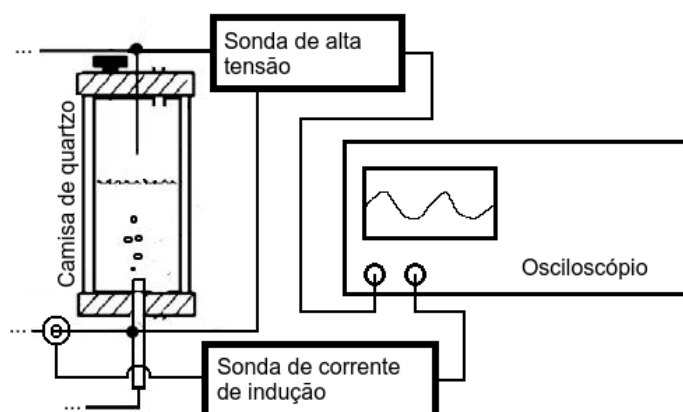 Sonda de alta
tensão
Camisa de quartzo
Osciloscópio
Sonda de corrente
de indução
...
...
...